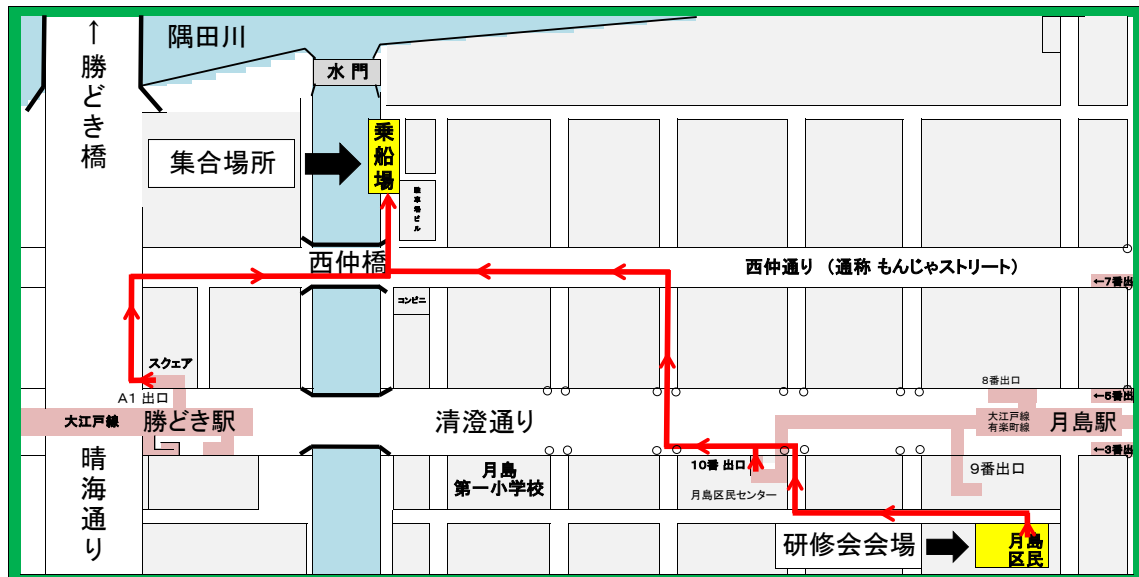 ↑勝どき橋
隅田川
水 門
集合場所
乗船場
駐車場ビル
西仲橋
西仲通り （通称 もんじゃストリート）
←7番出
コンビニ
スクェア
A1 出口
大江戸線
勝どき駅
清澄通り
8番出口
←5番出
大江戸線
有楽町線
月島駅
←3番出
晴海通り
月島
第一小学校
10番 出口
月島区民センター
9番出口
研修会会場
月島
区民